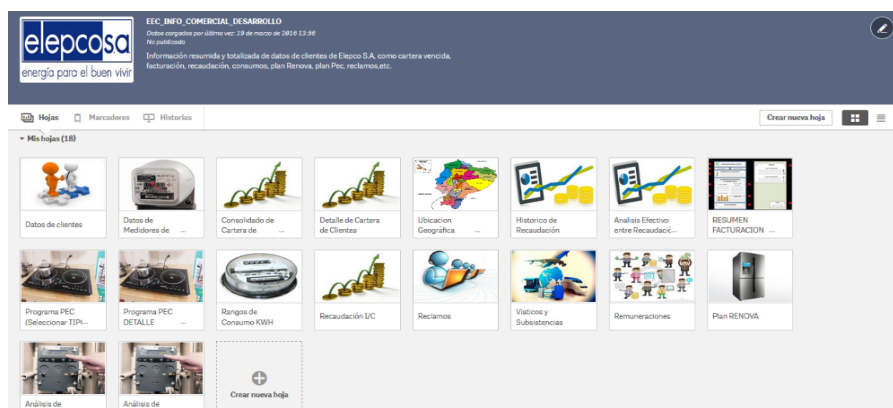 elepcosa
energía para el buen vivir
EEC_INFO_COMERCIAL_DESARROLLO
Datos cargados por última vez: 19 de marzo de 2016 13:56
No publicado
Información resumida y totalizada de datos de clientes de Elepco S.A, como cartera vencida,
facturación, recaudación, consumos, plan Renova, plan Pec, reclamos,etc.
Hojas Marcadores Historias
Crear nueva hoja
Mis hojas (18)
Datos de clientes
Datos de
Medidores de ...
Consolidado de
Cartera de ...
Detalle de Cartera
de Clientes
Ubicacion
Geográfica ...
Historico de
Recaudación
Analisis Efectivo
entre Recaudació...
RESUMEN
FACTURACION ...
Programa PEC
(Seleccionar TIPI...
Programa PEC
DETALLE ...
Rangos de
Consumo KWH
Recaudación I/C
Reclamos
Viaticos y
Subsistencias
Remuneraciones
Plan RENOVA
Análisis de
Análisis de
Crear nueva hoja